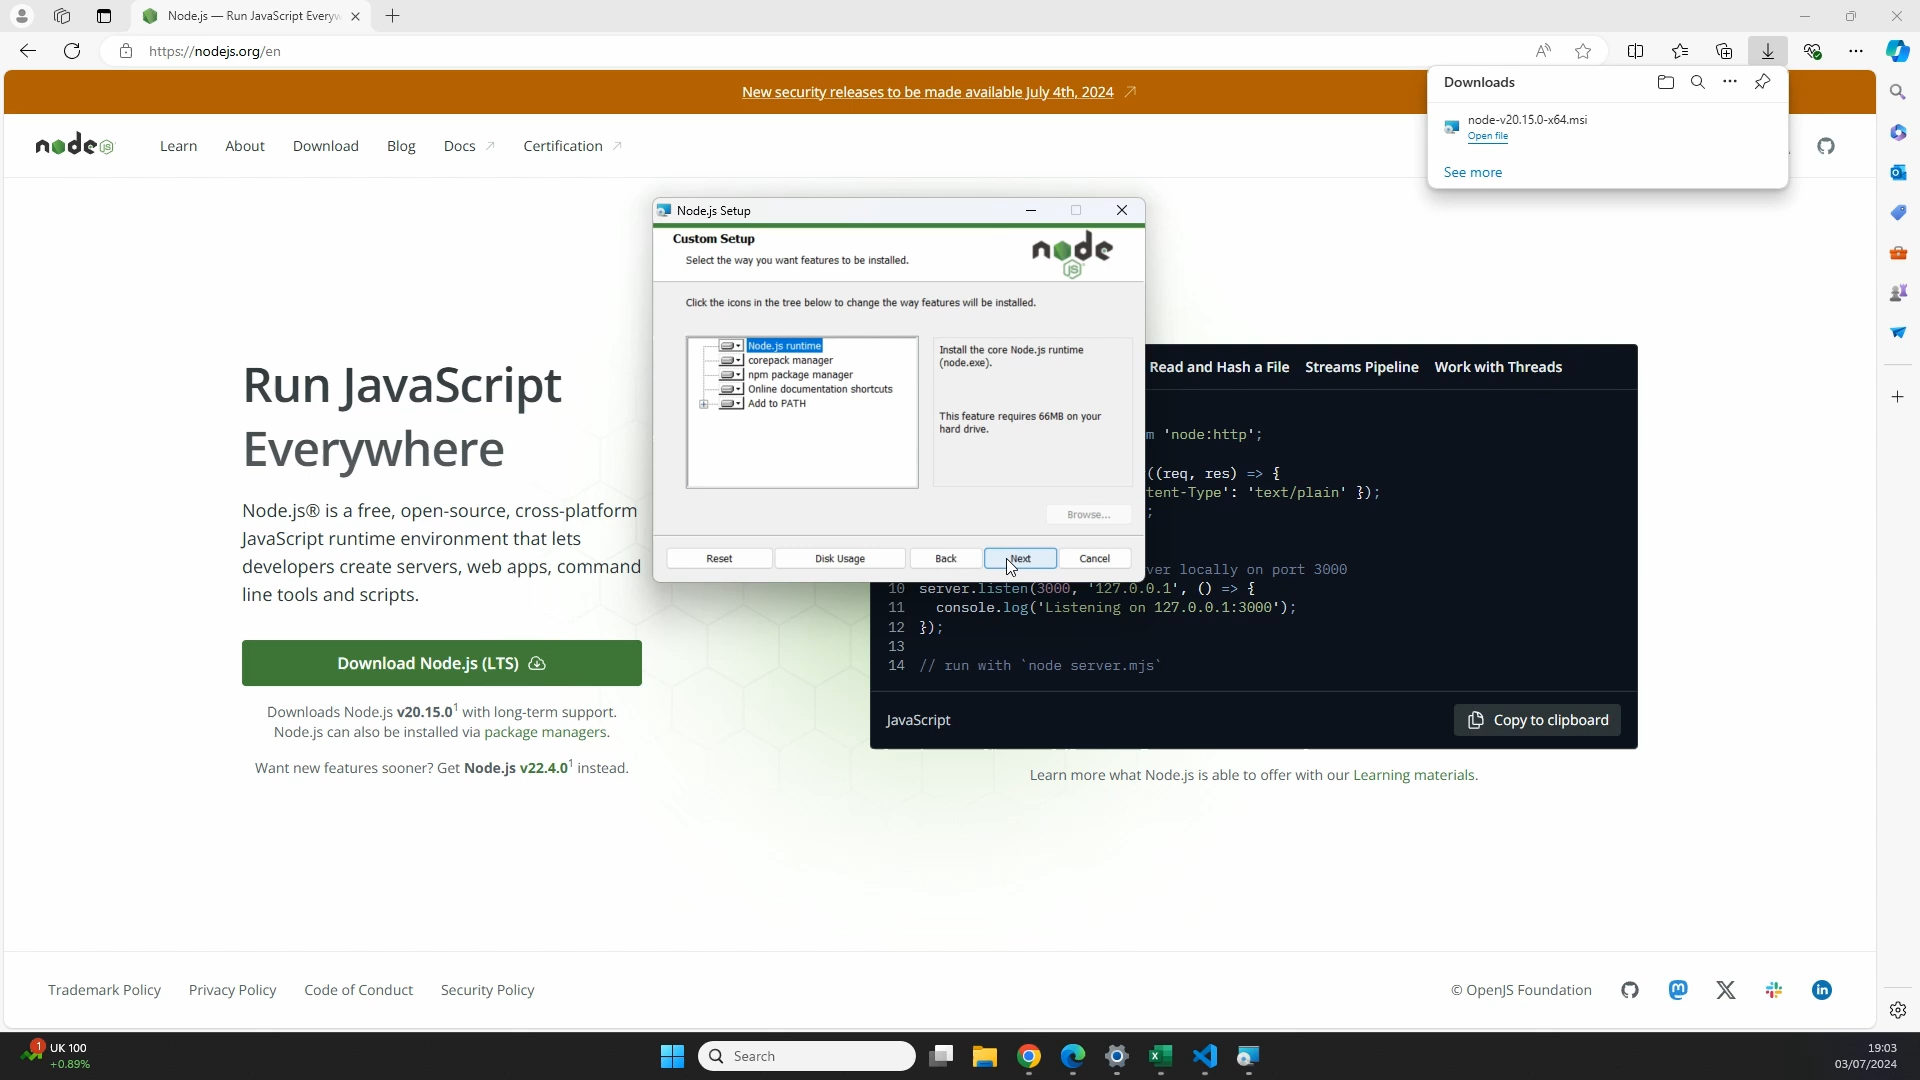 Node.js — Run JavaScript Everyw
https://nodejs.org/en
New security releases to be made available July 4th, 2024
Downloads
node-v20.15.0-x64.msi
Open file
See more
node
Learn
About
Download
Blog
Docs
Certification
Node.js Setup
Custom Setup
Select the way you want features to be installed.
node
JS
Click the icons in the tree below to change the way features will be installed.
Node.js runtime
corepack manager
npm package manager
Online documentation shortcuts
Add to PATH
Install the core Node.js runtime
(node.exe).
This feature requires 66MB on your
hard drive.
Browse...
Reset
Disk Usage
Back
Next
Cancel
Run JavaScript
Everywhere
Node.js® is a free, open-source, cross-platform
JavaScript runtime environment that lets
developers create servers, web apps, command
line tools and scripts.
Download Node.js (LTS)
Downloads Node.js v20.15.0¹ with long-term support.
Node.js can also be installed via package managers.
Want new features sooner? Get Node.js v22.4.0¹ instead.
Read and Hash a File
Streams Pipeline
Work with Threads
m 'node:http';
((req, res) => {
tent-Type': 'text/plain' });
;
ver locally on port 3000
10 server.listen(3000, '127.0.0.1', () => {
11 console.log('Listening on 127.0.0.1:3000');
12 });
13
14 // run with `node server.mjs`
JavaScript
Copy to clipboard
Learn more what Node.js is able to offer with our Learning materials.
Trademark Policy
Privacy Policy
Code of Conduct
Security Policy
© OpenJS Foundation
1
UK 100
+0.89%
Search
19:03
03/07/2024